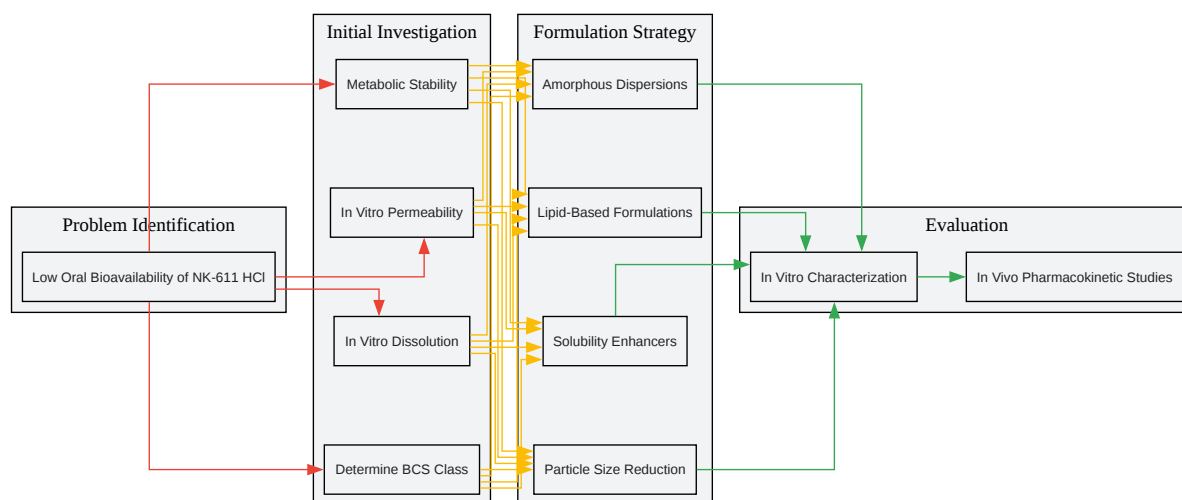 Problem Identification
Low Oral Bioavailability of NK-611 HCl
Initial Investigation
Metabolic Stability
In Vitro Permeability
In Vitro Dissolution
Determine BCS Class
Formulation Strategy
Amorphous Dispersions
Lipid-Based Formulations
Solubility Enhancers
Particle Size Reduction
Evaluation
In Vitro Characterization
In Vivo Pharmacokinetic Studies